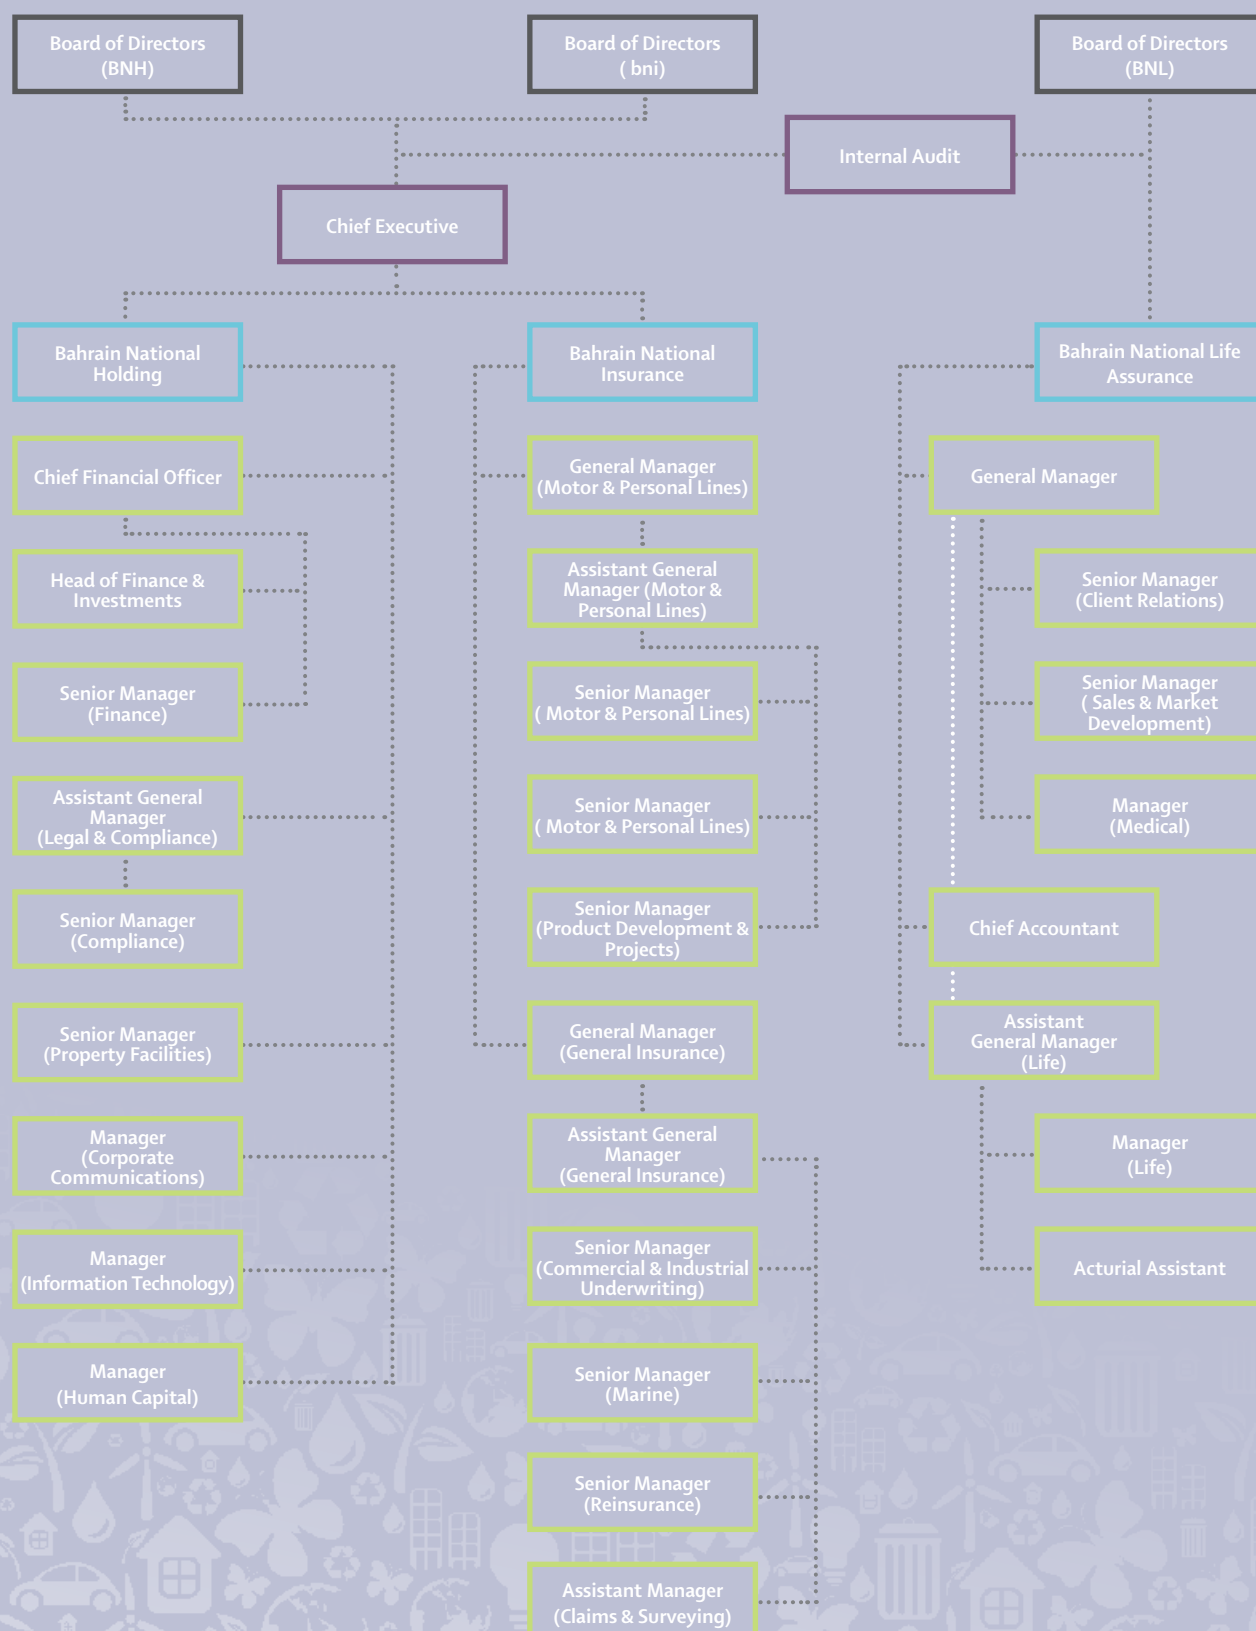 Board of Directors
(BNH)
Board of Directors
( bni)
Board of Directors
(BNL)
Internal Audit
Chief Executive
Bahrain National
Holding
Bahrain National
Insurance
Bahrain National Life
Assurance
Chief Financial Officer
General Manager
(Motor & Personal Lines)
General Manager
Head of Finance &
Investments
Assistant General
Manager (Motor &
Personal Lines)
Senior Manager
(Client Relations)
Senior Manager
(Finance)
Senior Manager
( Motor & Personal Lines)
Senior Manager
( Sales & Market
Development)
Assistant General
Manager
(Legal & Compliance)
Senior Manager
( Motor & Personal Lines)
Manager
(Medical)
Senior Manager
(Compliance)
Senior Manager
(Product Development &
Projects)
Chief Accountant
Senior Manager
(Property Facilities)
General Manager
(General Insurance)
Assistant
General Manager
(Life)
Manager
(Corporate
Communications)
Assistant General
Manager
(General Insurance)
Manager
(Life)
Manager
(Information Technology)
Senior Manager
(Commercial & Industrial
Underwriting)
Acturial Assistant
Manager
(Human Capital)
Senior Manager
(Marine)
Senior Manager
(Reinsurance)
Assistant Manager
(Claims & Surveying)